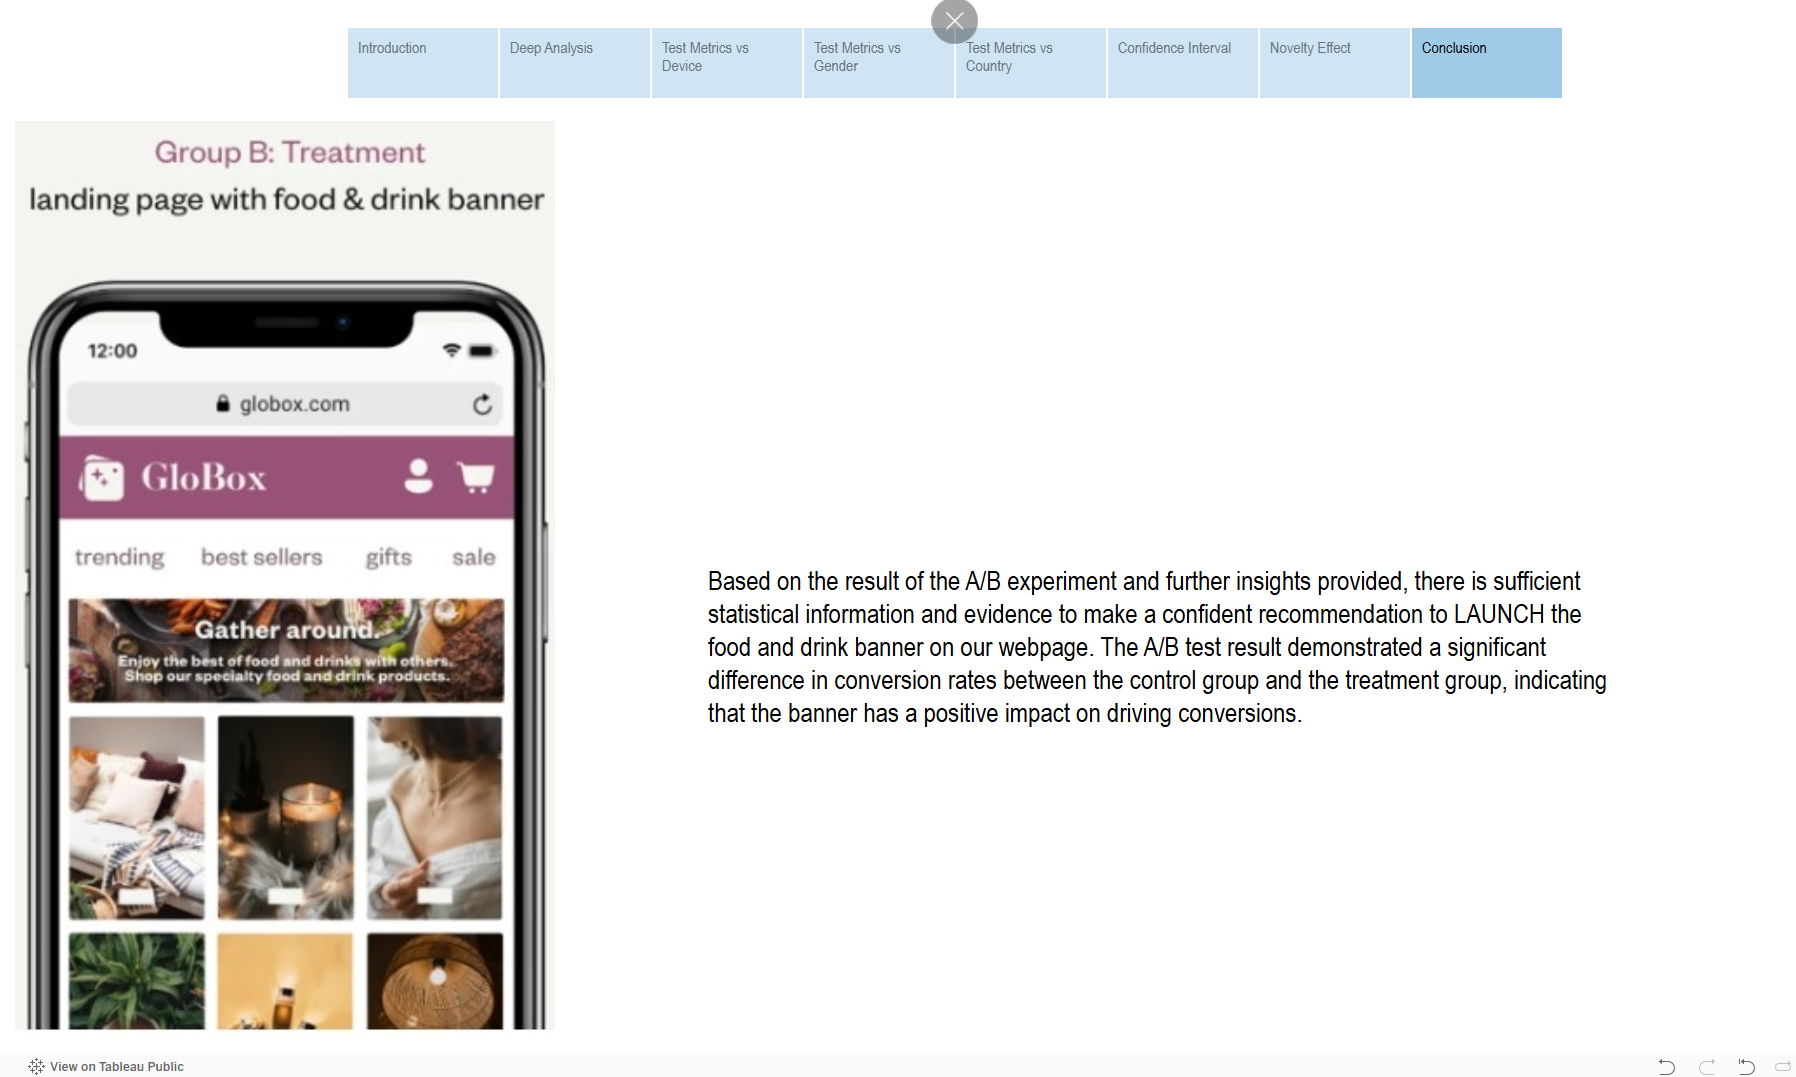 Introduction
Deep Analysis
Test Metrics vs
Device
Test Metrics vs
Gender
Test Metrics vs
Country
Confidence Interval
Novelty Effect
Conclusion
Group B: Treatment
landing page with food & drink banner
12:00
globox.com
GloBox
trending best sellers gifts sale
Gather around.
Enjoy the best of food and drinks with others.
Shop our specialty food and drink products.
Based on the result of the A/B experiment and further insights provided, there is sufficient
statistical information and evidence to make a confident recommendation to LAUNCH the
food and drink banner on our webpage. The A/B test result demonstrated a significant
difference in conversion rates between the control group and the treatment group, indicating
that the banner has a positive impact on driving conversions.
View on Tableau Public